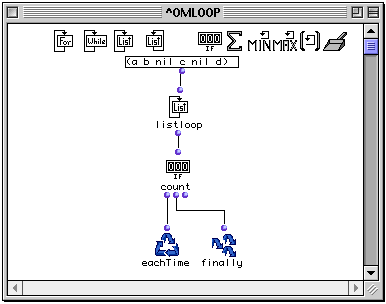 ^OMLOOP
For While List List 000 IF Σ MIN MAX
(a b nil c nil d)
List
listloop
000
IF
count
eachTime finally